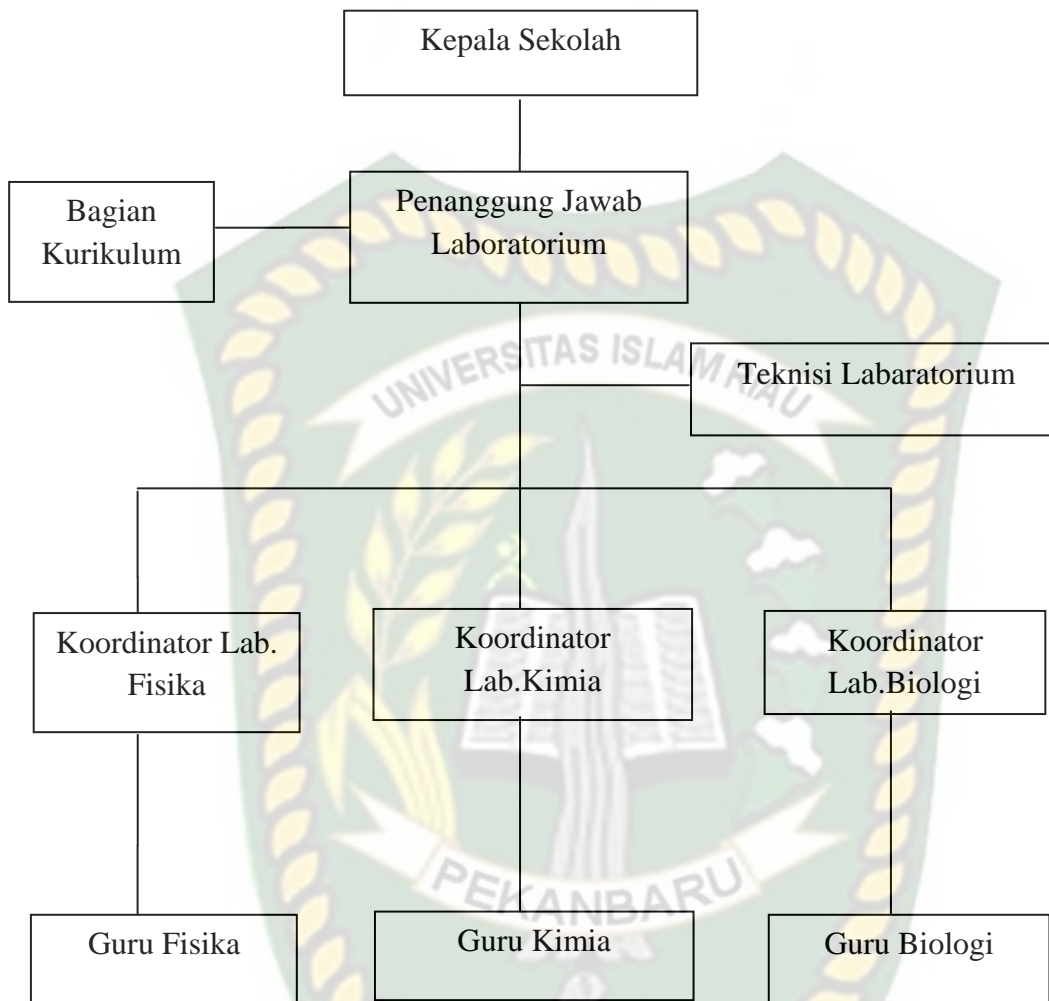 Kepala Sekolah
Bagian
Kurikulum
Penanggung Jawab
Laboratorium
UNIVERSITAS ISLAM RIAU
Teknisi Labaratorium
Koordinator Lab.
Fisika
Koordinator
Lab.Kimia
Koordinator
Lab.Biologi
PEKANBARU
Guru Fisika
Guru Kimia
Guru Biologi